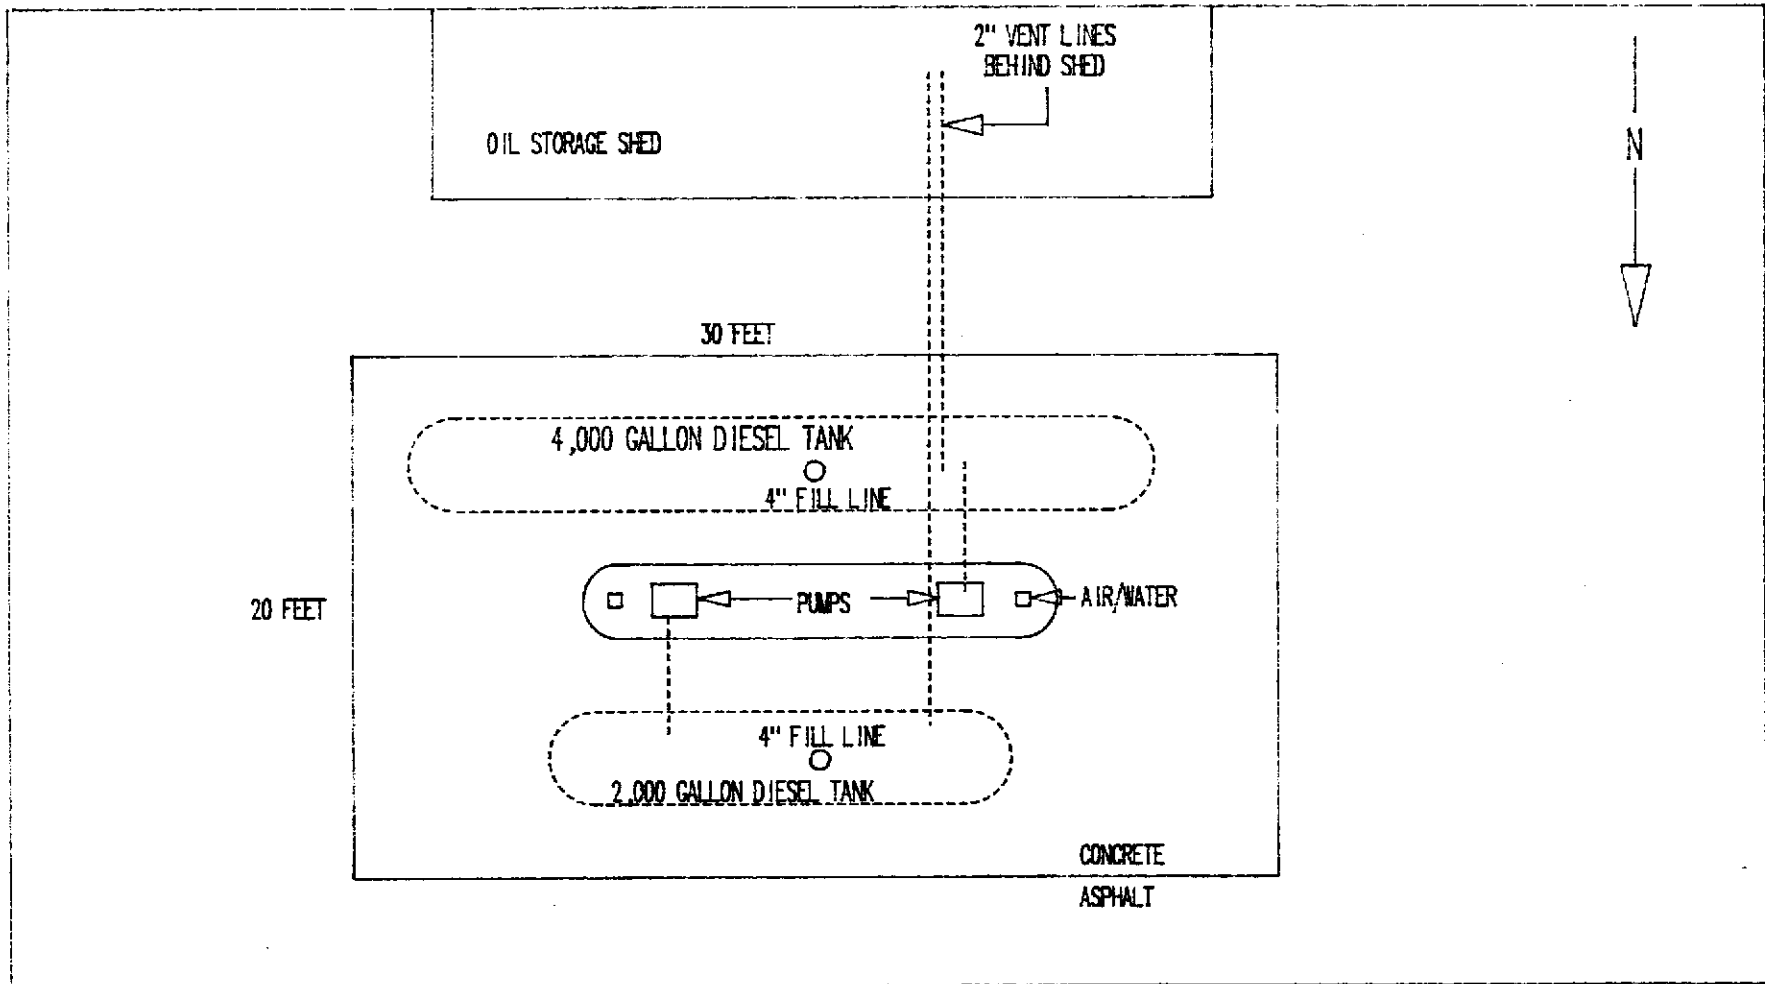 2" VENT LINES
BEHIND SHED
OIL STORAGE SHED
N
30 FEET
4,000 GALLON DIESEL TANK
4" FILL LINE
20 FEET
PUMPS
AIR/WATER
4" FILL LINE
2,000 GALLON DIESEL TANK
CONCRETE
ASPHALT